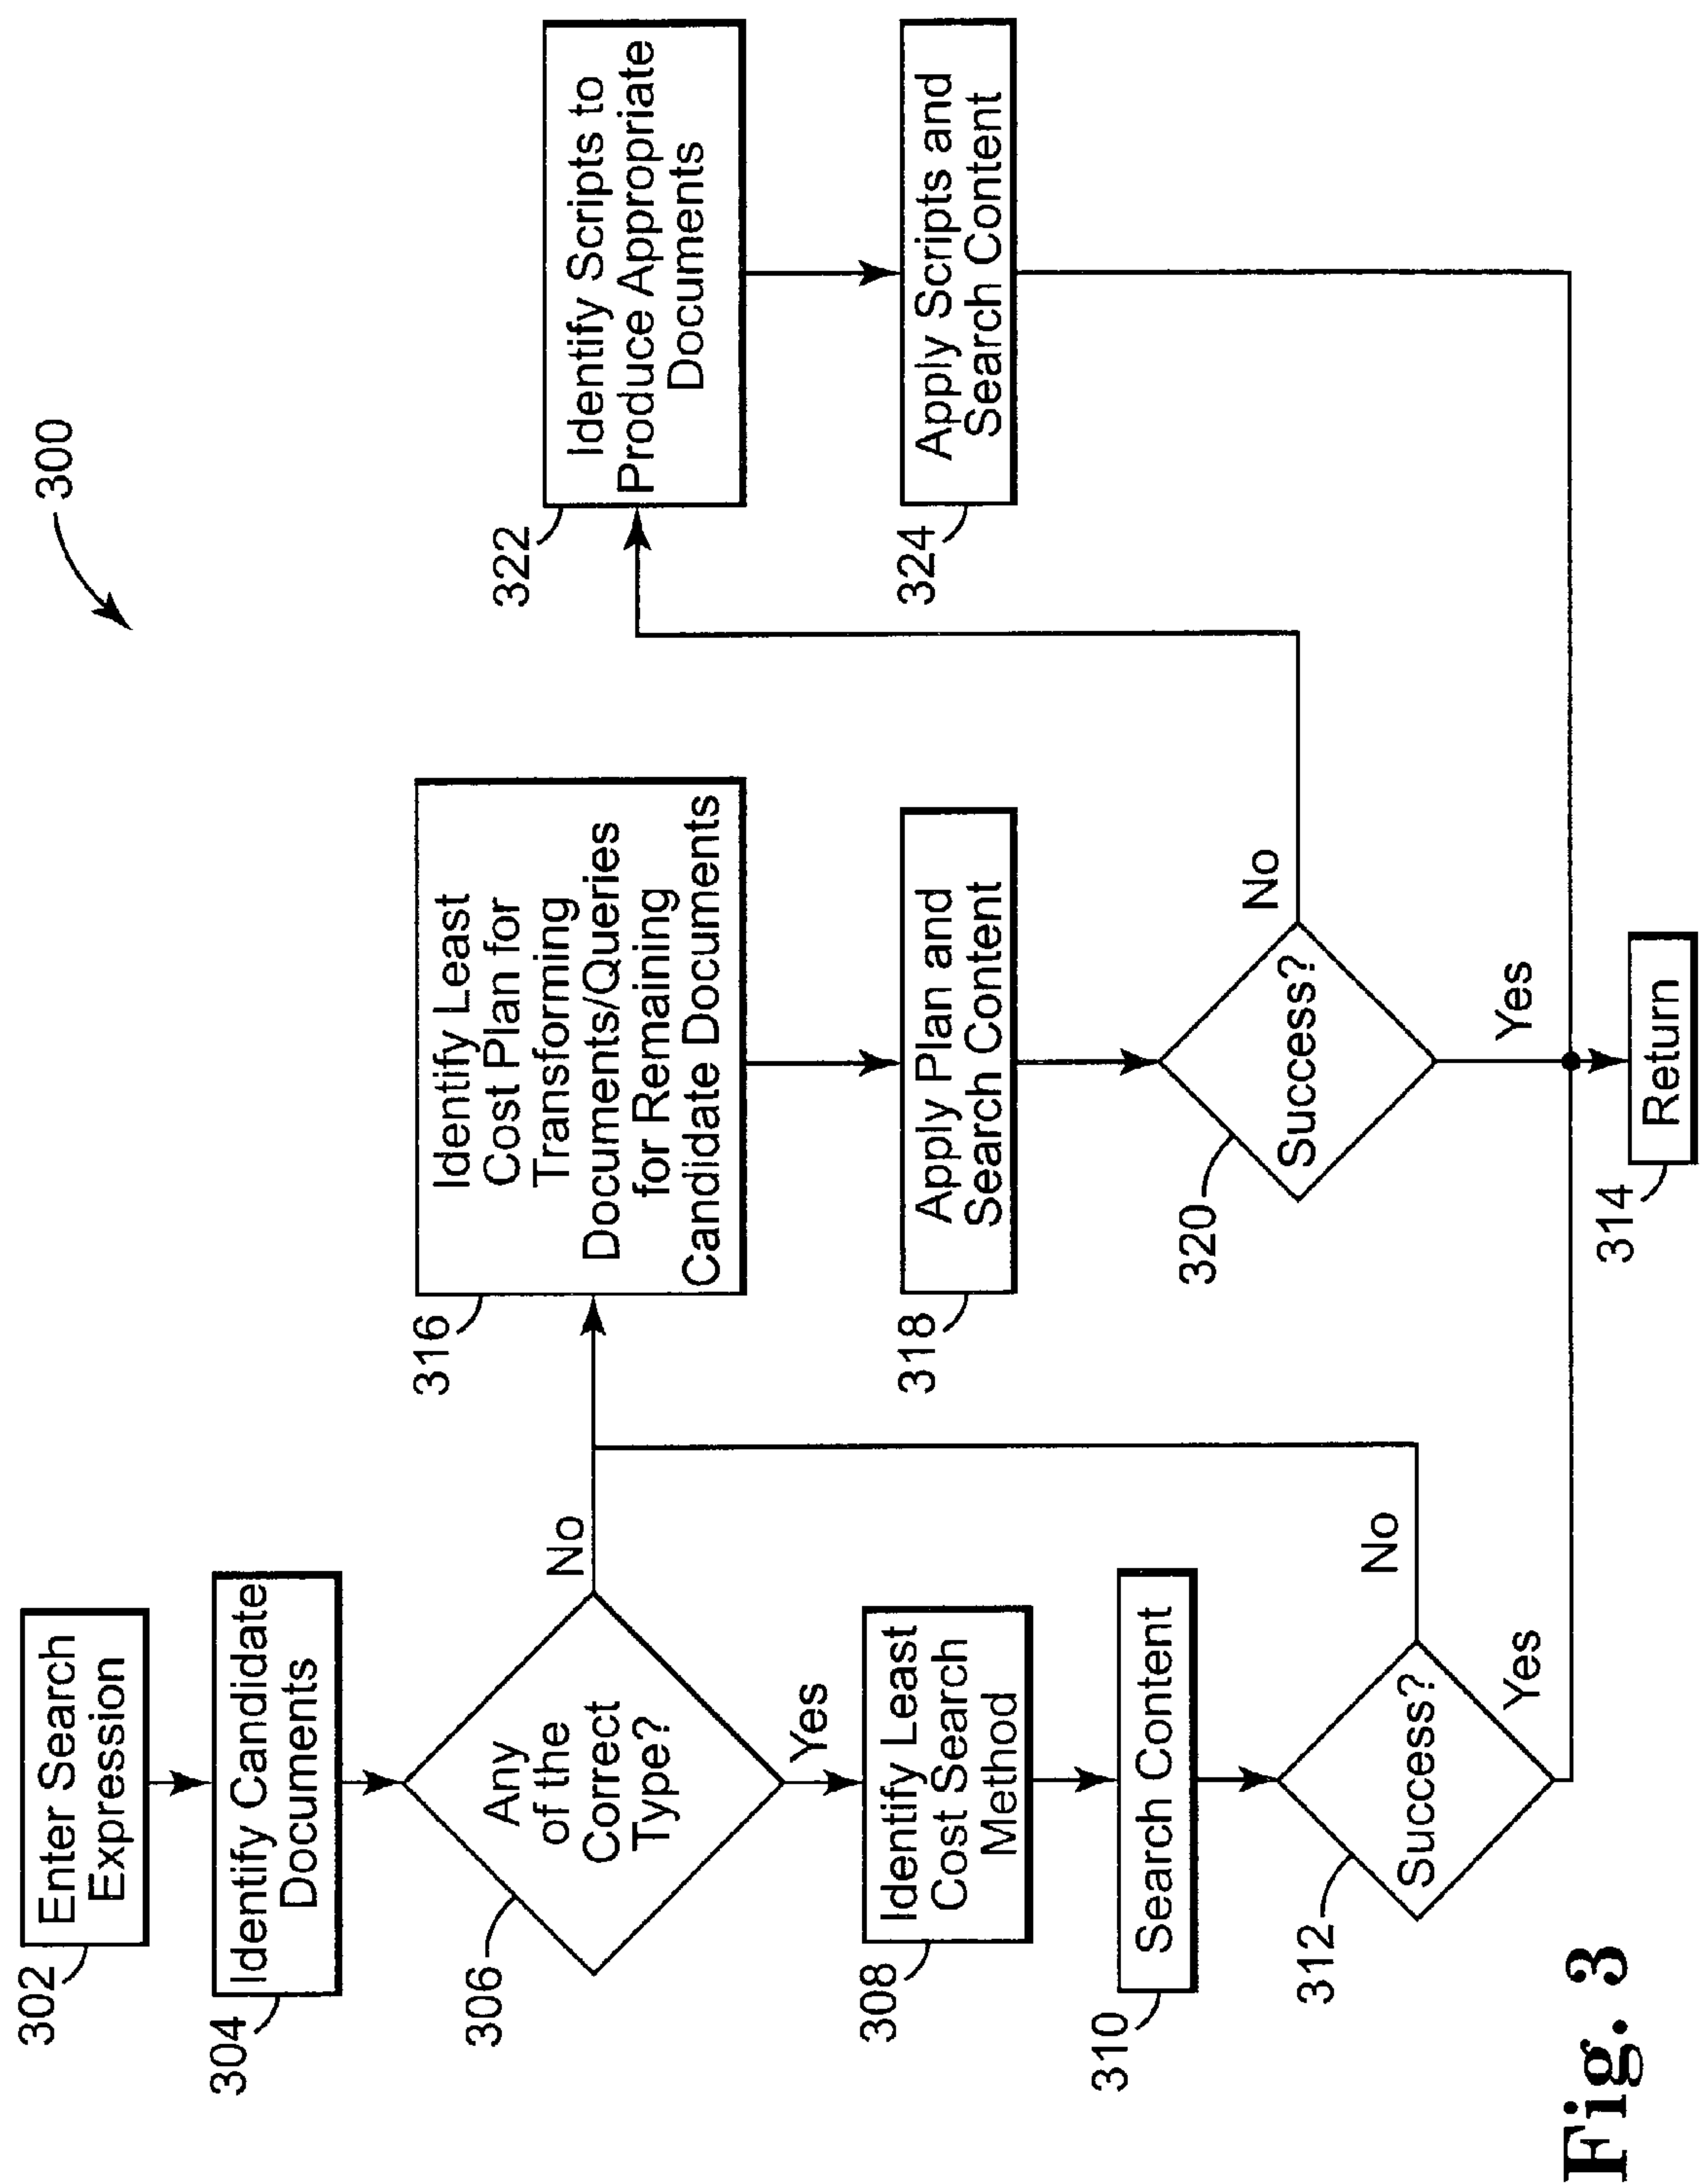 300
302
Enter Search
Expression
304
Identify Candidate
Documents
306
Any
of the
Correct
Type?
No
Yes
308
Identify Least
Cost Search
Method
310
Search Content
312
Success?
No
Yes
316
Identify Least
Cost Plan for
Transforming
Documents/Queries
for Remaining
Candidate Documents
318
Apply Plan and
Search Content
320
Success?
No
Yes
314
Return
322
Identify Scripts to
Produce Appropriate
Documents
324
Apply Scripts and
Search Content
Fig. 3